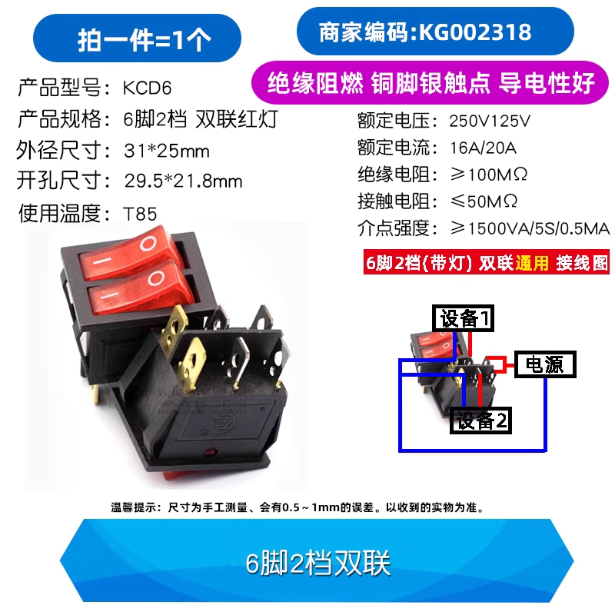 拍一件=1个
商家编码:KG002318
绝缘阻燃 铜脚银触点 导电性好
产品型号: KCD6
产品规格: 6脚2档 双联红灯
外径尺寸: 31*25mm
开孔尺寸: 29.5*21.8mm
使用温度: T85
额定电压: 250V125V
额定电流: 16A/20A
绝缘电阻: ≥100MΩ
接触电阻: ≤50MΩ
介点强度: ≥1500VA/5S/0.5MA
6脚2档(带灯) 双联通用 接线图
设备1
电源
设备2
温馨提示: 尺寸为手工测量、会有0.5~1mm的误差。以收到的实物为准。
6脚2档双联